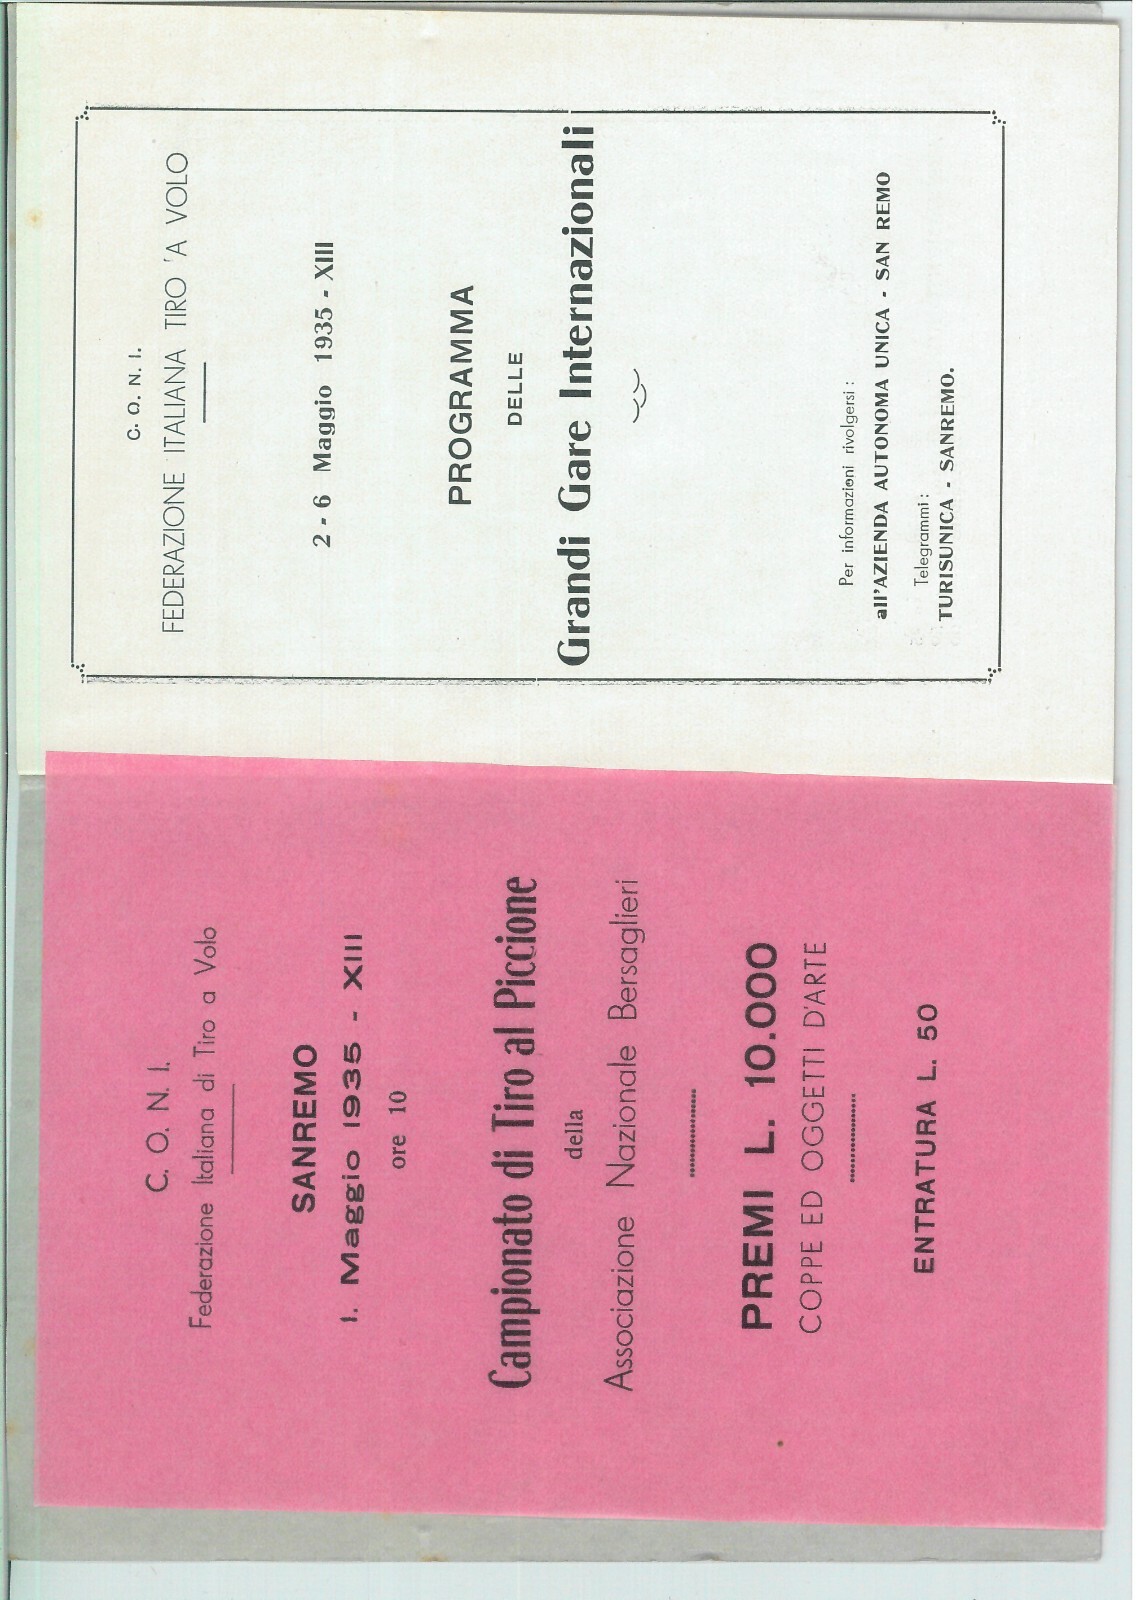 C. O. N. I.
Federazione Italiana di Tiro a Volo
SANREMO
I. Maggio 1935 - XIII
ore 10
Campionato di Tiro al Piccione
della
Associazione Nazionale Bersaglieri
PREMI L. 10.000
COPPE ED OGGETTI D'ARTE
ENTRATURA L. 50
C. O. N. I.
FEDERAZIONE ITALIANA TIRO 'A VOLO
2 - 6 Maggio 1935 - XIII
PROGRAMMA
DELLE
Grandi Gare Internazionali
Per informazioni rivolgersi :
all'AZIENDA AUTONOMA UNICA - SAN REMO
Telegrammi :
TURISUNICA - SANREMO.